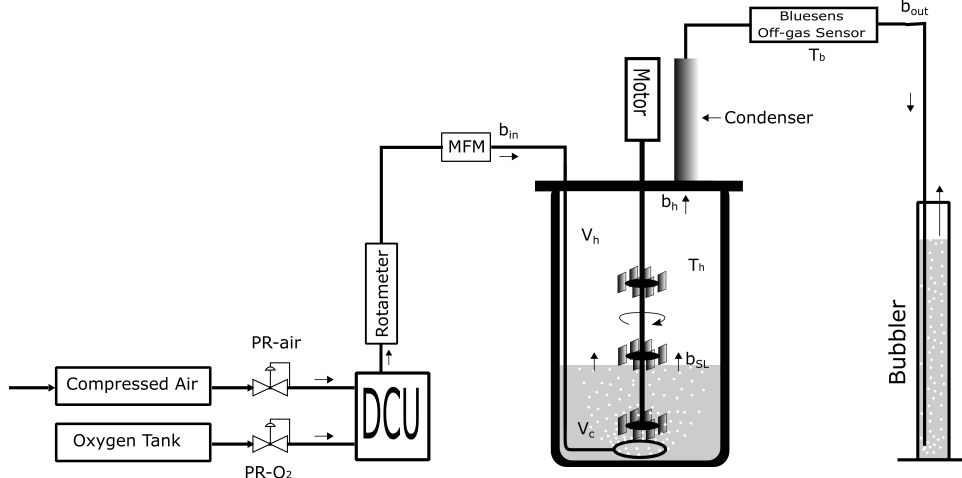 Bluesens
Off-gas Sensor
b_out
T_b
Motor
Condenser
MFM
b_in
b_h
V_h
T_h
Rotameter
PR-air
Compressed Air
DCU
b_SL
Bubbler
Oxygen Tank
V_c
PR-O₂